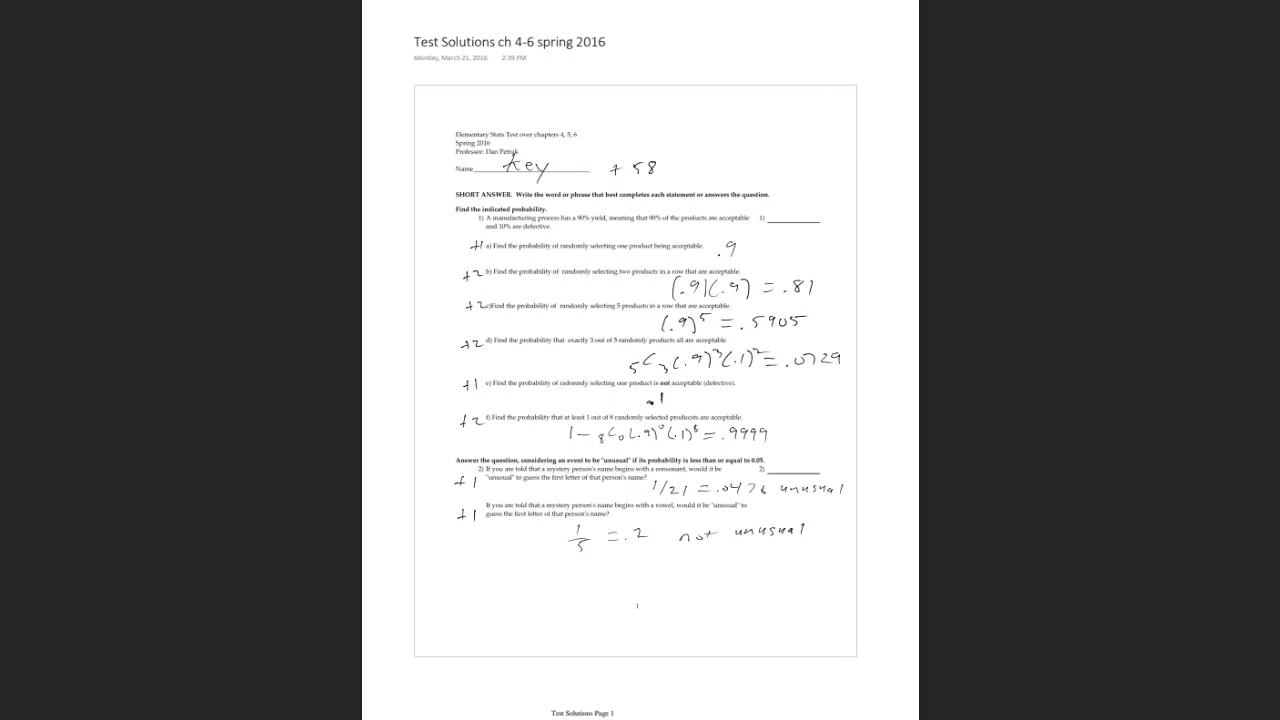 Test Solutions ch 4-6 spring 2016
Monday, March 21, 2016 2:39 PM
Elementary Stats Test over chapters 4, 5, 6
Spring 2016
Professor: Dan Petrak
Name Key + 58
SHORT ANSWER. Write the word or phrase that best completes each statement or answers the question.
Find the indicated probability.
1) A manufacturing process has a 90% yield, meaning that 90% of the products are acceptable 1)
and 10% are defective.
+1 a) Find the probability of randomly selecting one product being acceptable. .9
+2 b) Find the probability of randomly selecting two products in a row that are acceptable.
(.9)(.9) = .81
+2 c)Find the probability of randomly selecting 5 products in a row that are acceptable.
(.9)^5 = .5905
+2 d) Find the probability that exactly 3 out of 5 randomly products all are acceptable
5C3 (.9)^3 (.1)^2 = .0729
+1 e) Find the probability of radomnly selecting one product is not acceptable (defective).
.1
+2 f) Find the probability that at least 1 out of 8 randomly selected producsts are acceptable.
1 - 8C0 (.9)^0 (.1)^8 = .9999
Answer the question, considering an event to be "unusual" if its probability is less than or equal to 0.05.
2) If you are told that a mystery person's name begins with a consonant, would it be 2)
+1 "unusual" to guess the first letter of that person's name? 1/21 = .0476 unusual
If you are told that a mystery person's name begins with a vowel, would it be "unusual" to
+1 guess the first letter of that person's name?
1/5 = .2 not unusual
1
Test Solutions Page 1